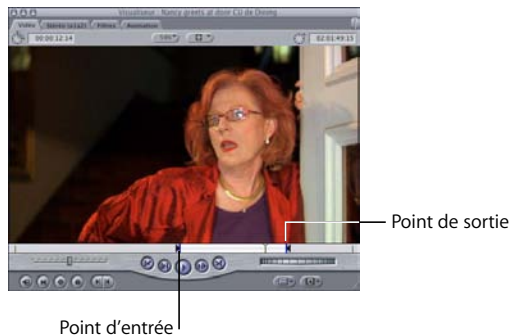 Visualiseur : Nancy greets at door CU de Dining
Vidéo Stéréo (a1a2) Filtres Animation
00:00:12:14 02:01:49:15
Point de sortie
Point d'entrée